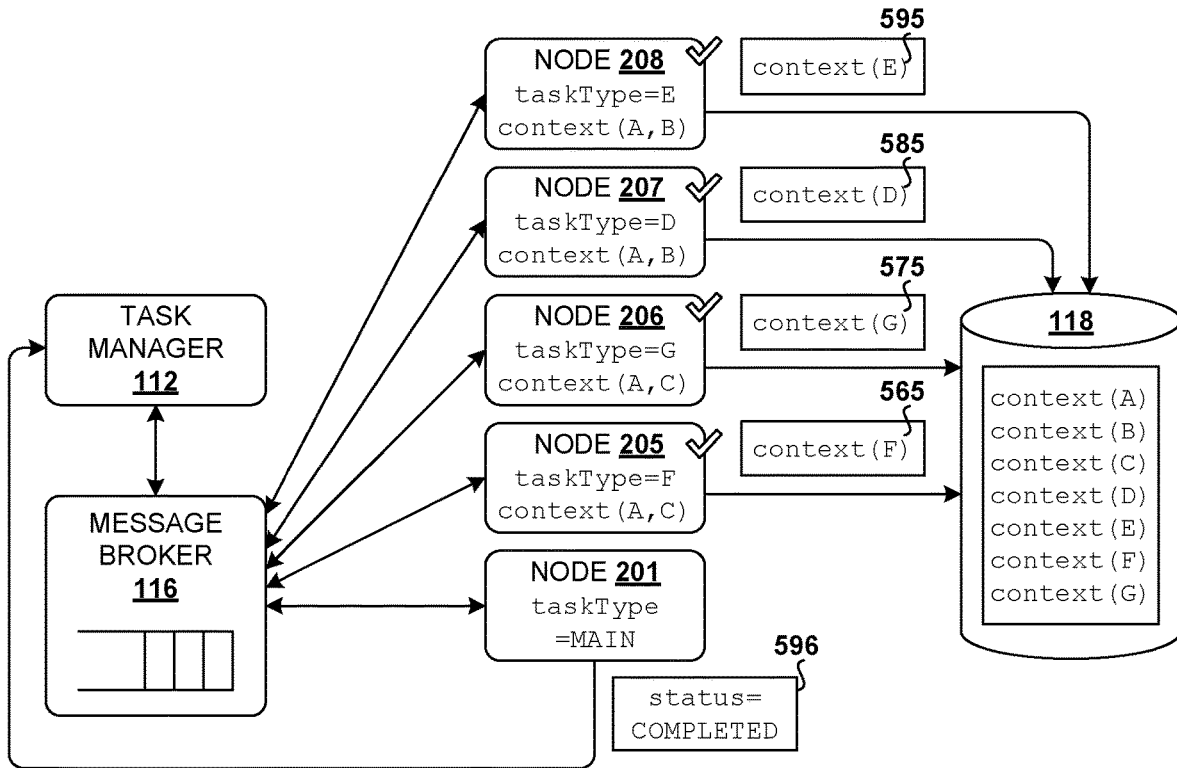 595
NODE 208
taskType=E
context(A,B)
context(E)
585
NODE 207
taskType=D
context(A,B)
context(D)
575
NODE 206
taskType=G
context(A,C)
context(G)
565
NODE 205
taskType=F
context(A,C)
context(F)
TASK
MANAGER
112
118
context(A)
context(B)
context(C)
context(D)
context(E)
context(F)
context(G)
MESSAGE
BROKER
116
NODE 201
taskType
=MAIN
596
status=
COMPLETED